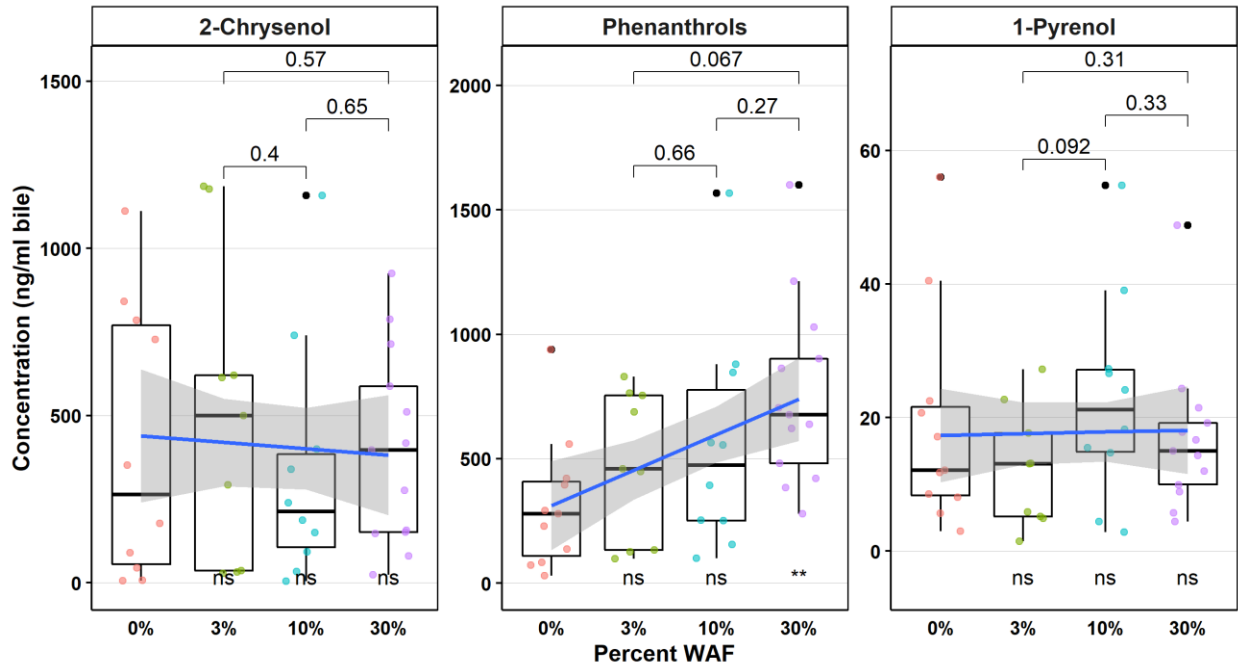 2-Chrysenol
Phenanthrols
1-Pyrenol
Concentration (ng/ml bile)
1500
1000
500
0
0.57
0.65
0.4
ns
ns
ns
0%
3%
10%
30%
2000
1500
1000
500
0
0.067
0.27
0.66
ns
ns
**
0%
3%
10%
30%
60
40
20
0
0.31
0.33
0.092
ns
ns
ns
0%
3%
10%
30%
Percent WAF